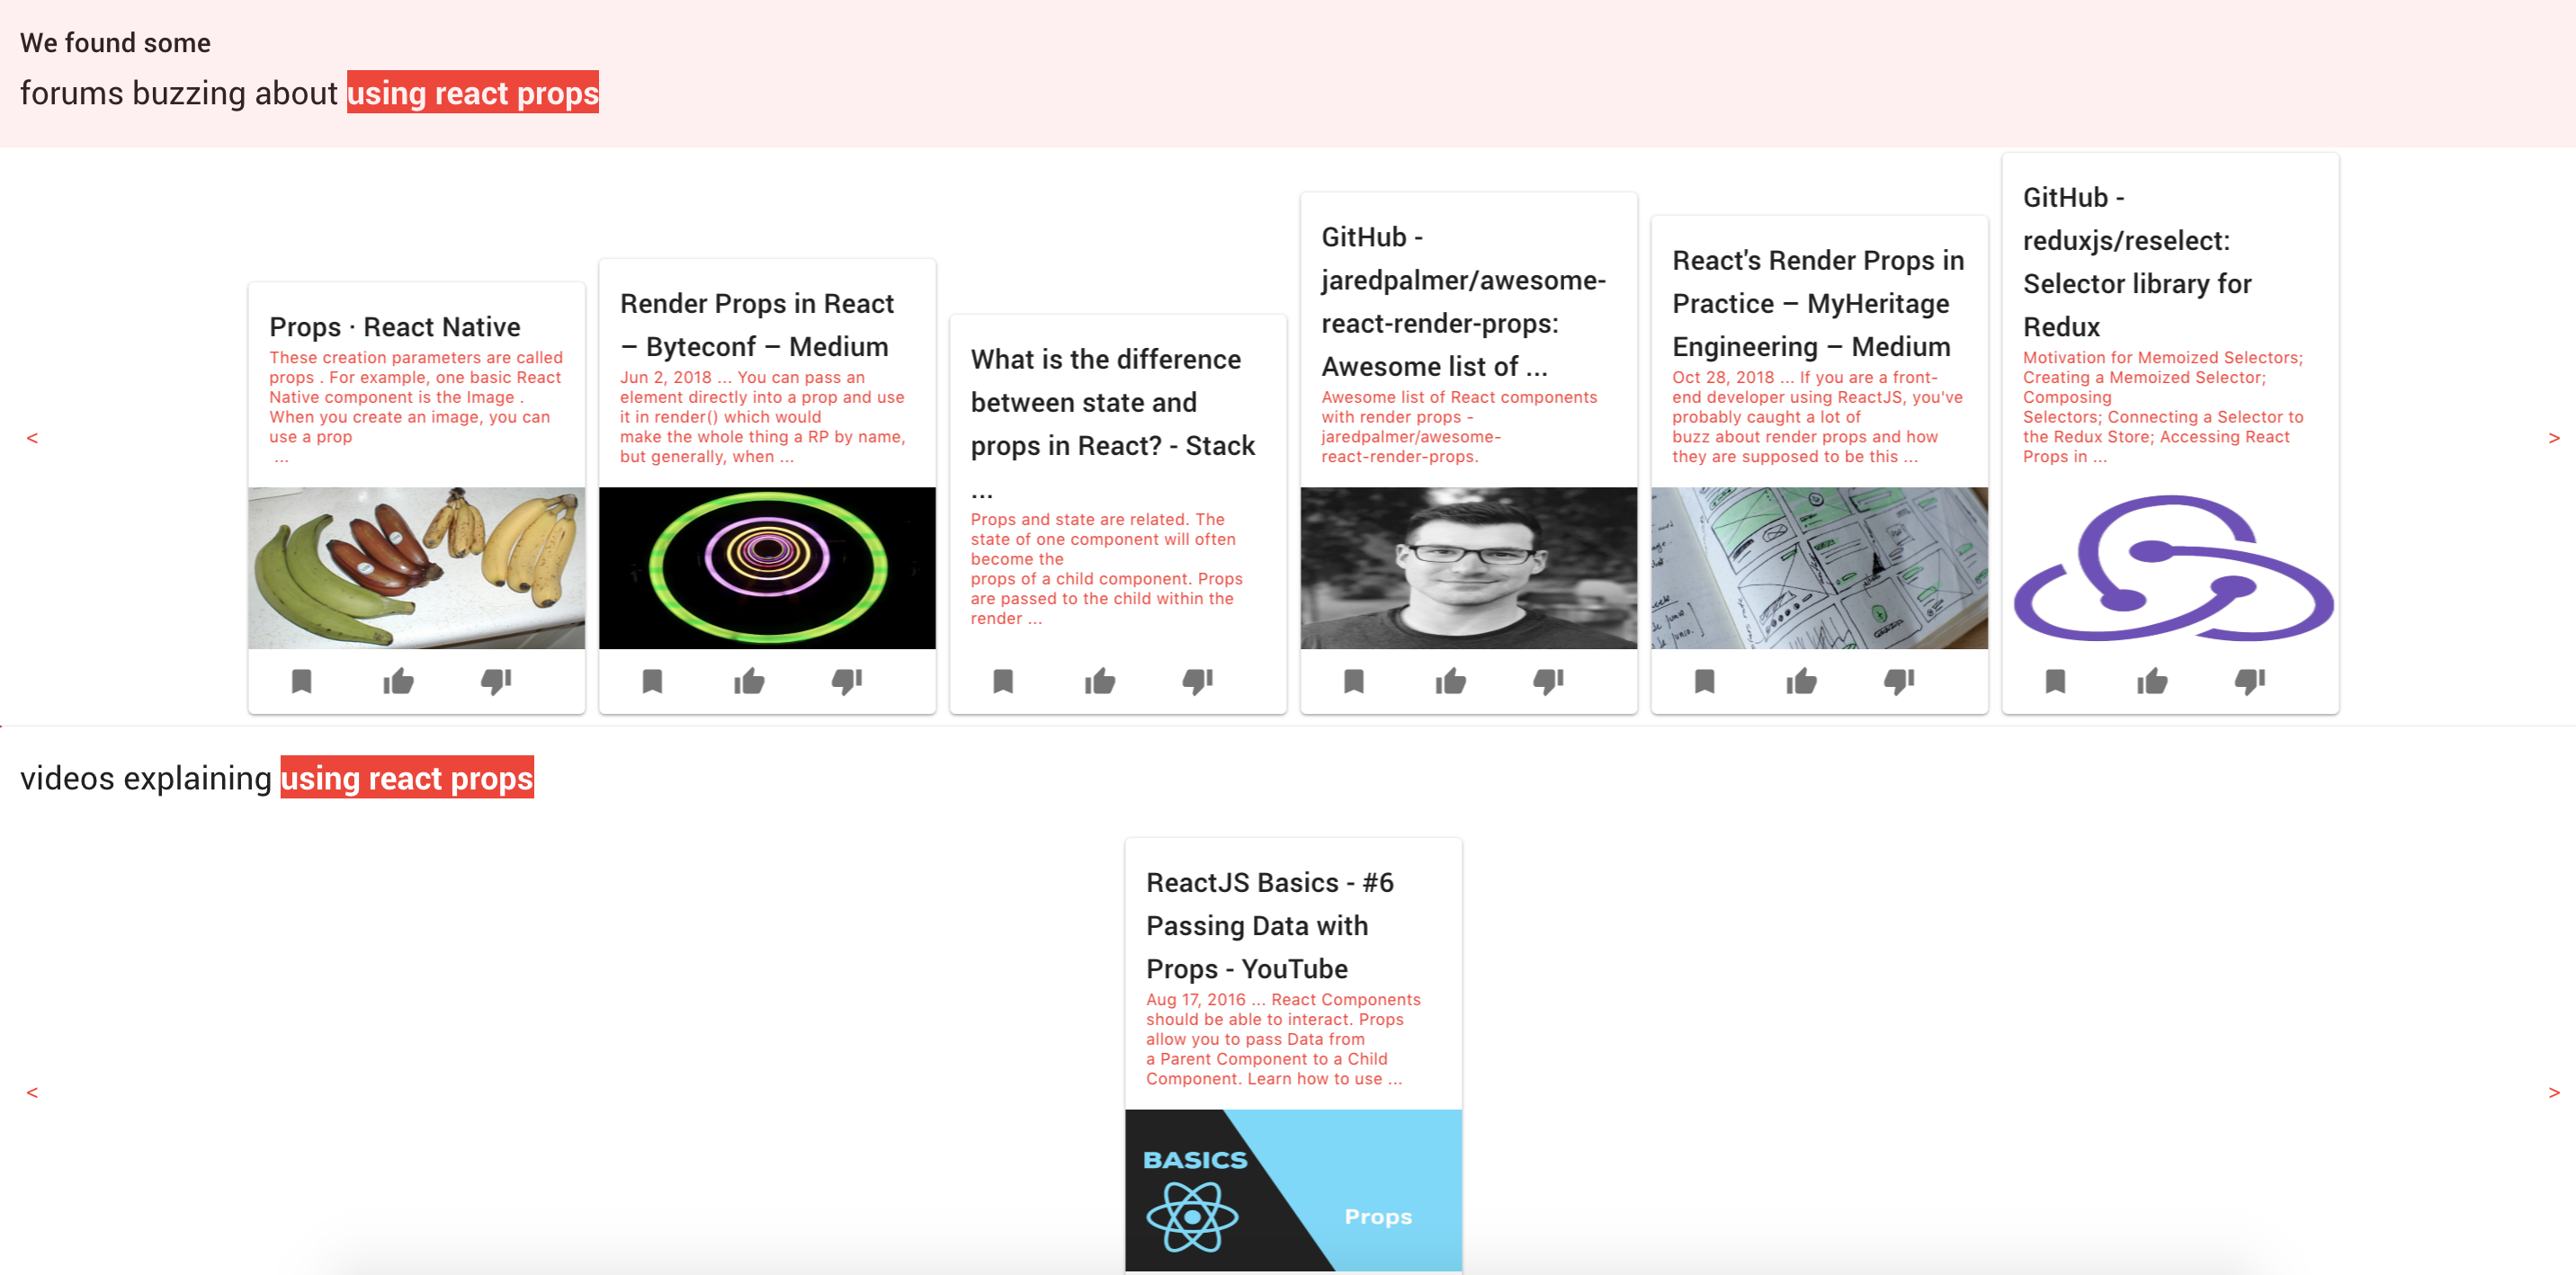 We found some
forums buzzing about using react props
<
Props · React Native
These creation parameters are called
props . For example, one basic React
Native component is the Image .
When you create an image, you can
use a prop
...
Render Props in React
– Byteconf – Medium
Jun 2, 2018 ... You can pass an
element directly into a prop and use
it in render() which would
make the whole thing a RP by name,
but generally, when ...
What is the difference
between state and
props in React? - Stack
...
Props and state are related. The
state of one component will often
become the
props of a child component. Props
are passed to the child within the
render ...
GitHub -
jaredpalmer/awesome-
react-render-props:
Awesome list of ...
Awesome list of React components
with render props -
jaredpalmer/awesome-
react-render-props.
React's Render Props in
Practice – MyHeritage
Engineering – Medium
Oct 28, 2018 ... If you are a front-
end developer using ReactJS, you've
probably caught a lot of
buzz about render props and how
they are supposed to be this ...
GitHub -
reduxjs/reselect:
Selector library for
Redux
Motivation for Memoized Selectors;
Creating a Memoized Selector;
Composing
Selectors; Connecting a Selector to
the Redux Store; Accessing React
Props in ...
>
videos explaining using react props
<
ReactJS Basics - #6
Passing Data with
Props - YouTube
Aug 17, 2016 ... React Components
should be able to interact. Props
allow you to pass Data from
a Parent Component to a Child
Component. Learn how to use ...
BASICS
Props
>